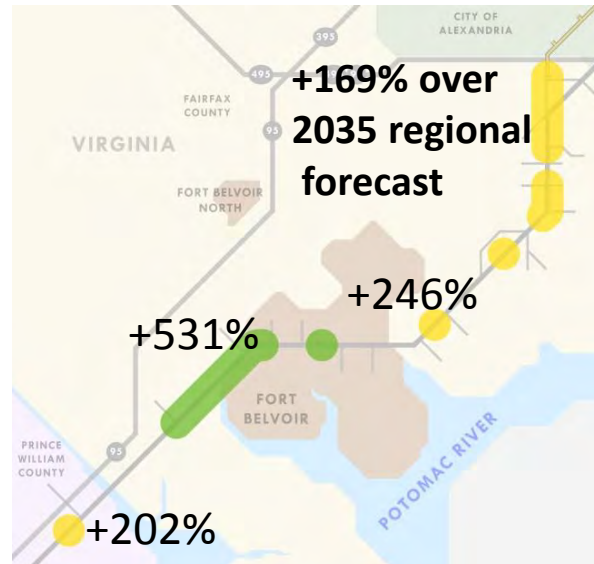 CITY OF
ALEXANDRIA
395
495
+169% over
2035 regional
forecast
FAIRFAX
COUNTY
95
VIRGINIA
FORT BELVOIR
NORTH
+246%
+531%
FORT
BELVOIR
PRINCE
WILLIAM
COUNTY
95
POTOMAC RIVER
+202%